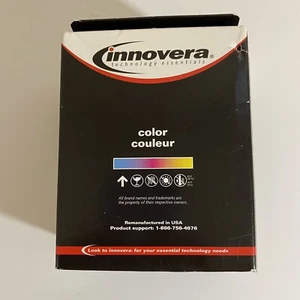 innovera®
technology essentials
color
couleur
All brand names and trademarks are
the property of their respective owners.
Remanufactured in USA
Product support: 1-866-756-4676
Look to innovera for your essential technology needs